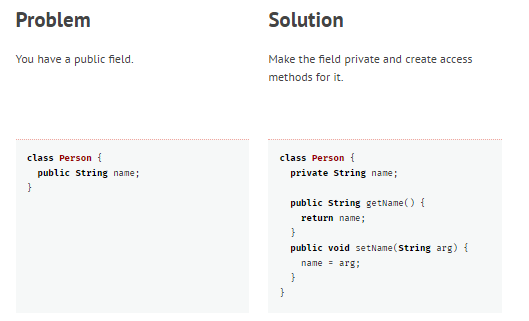 Problem
You have a public field.
class Person {
  public String name;
}
Solution
Make the field private and create access
methods for it.
class Person {
  private String name;

  public String getName() {
    return name;
  }
  public void setName(String arg) {
    name = arg;
  }
}